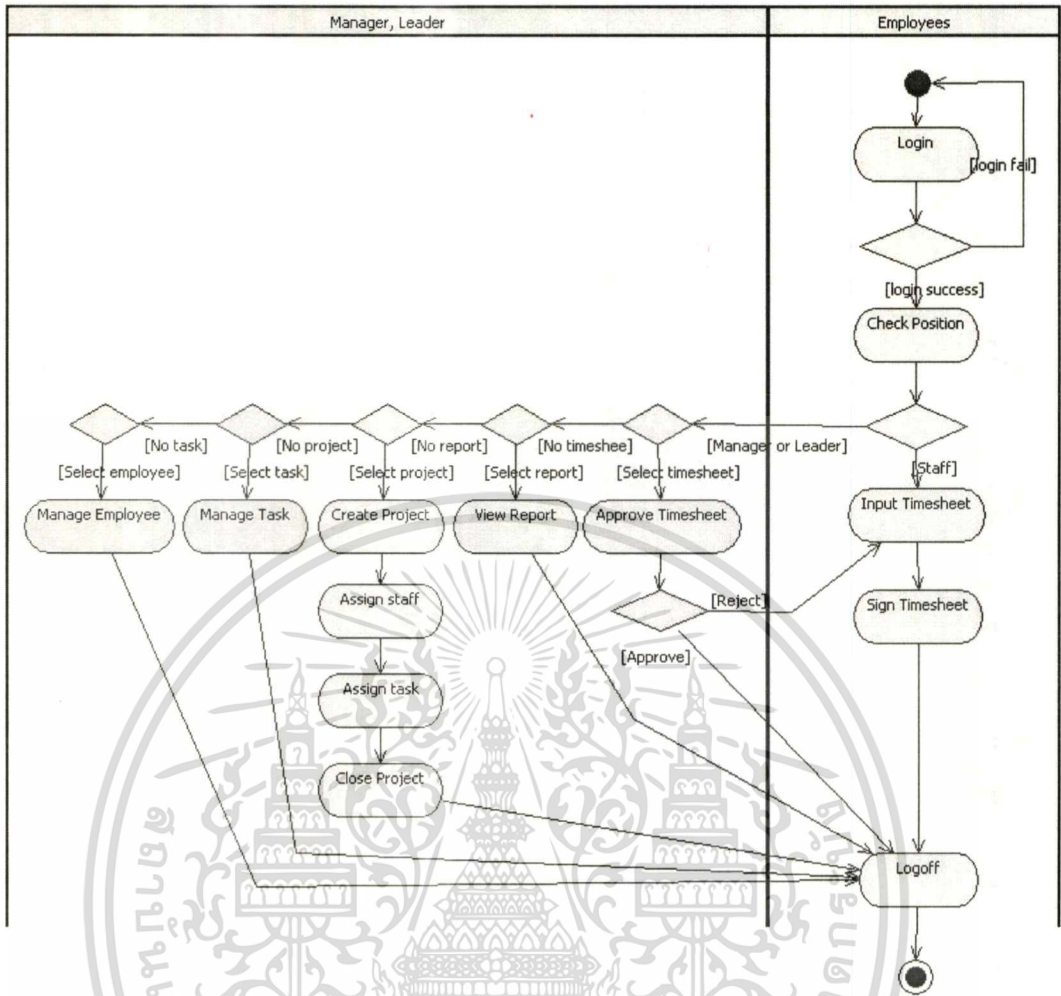 Manager, Leader
Employees
Login
[login fail]
[login success]
Check Position
[No task]
[No project]
[No report]
[No timeshee]
[Manager or Leader]
[Select employee]
[Select task]
[Select project]
[Select report]
[Select timesheet]
[Staff]
Manage Employee
Manage Task
Create Project
View Report
Approve Timesheet
Input Timesheet
Assign staff
[Reject]
Sign Timesheet
[Approve]
Assign task
Close Project
Logoff